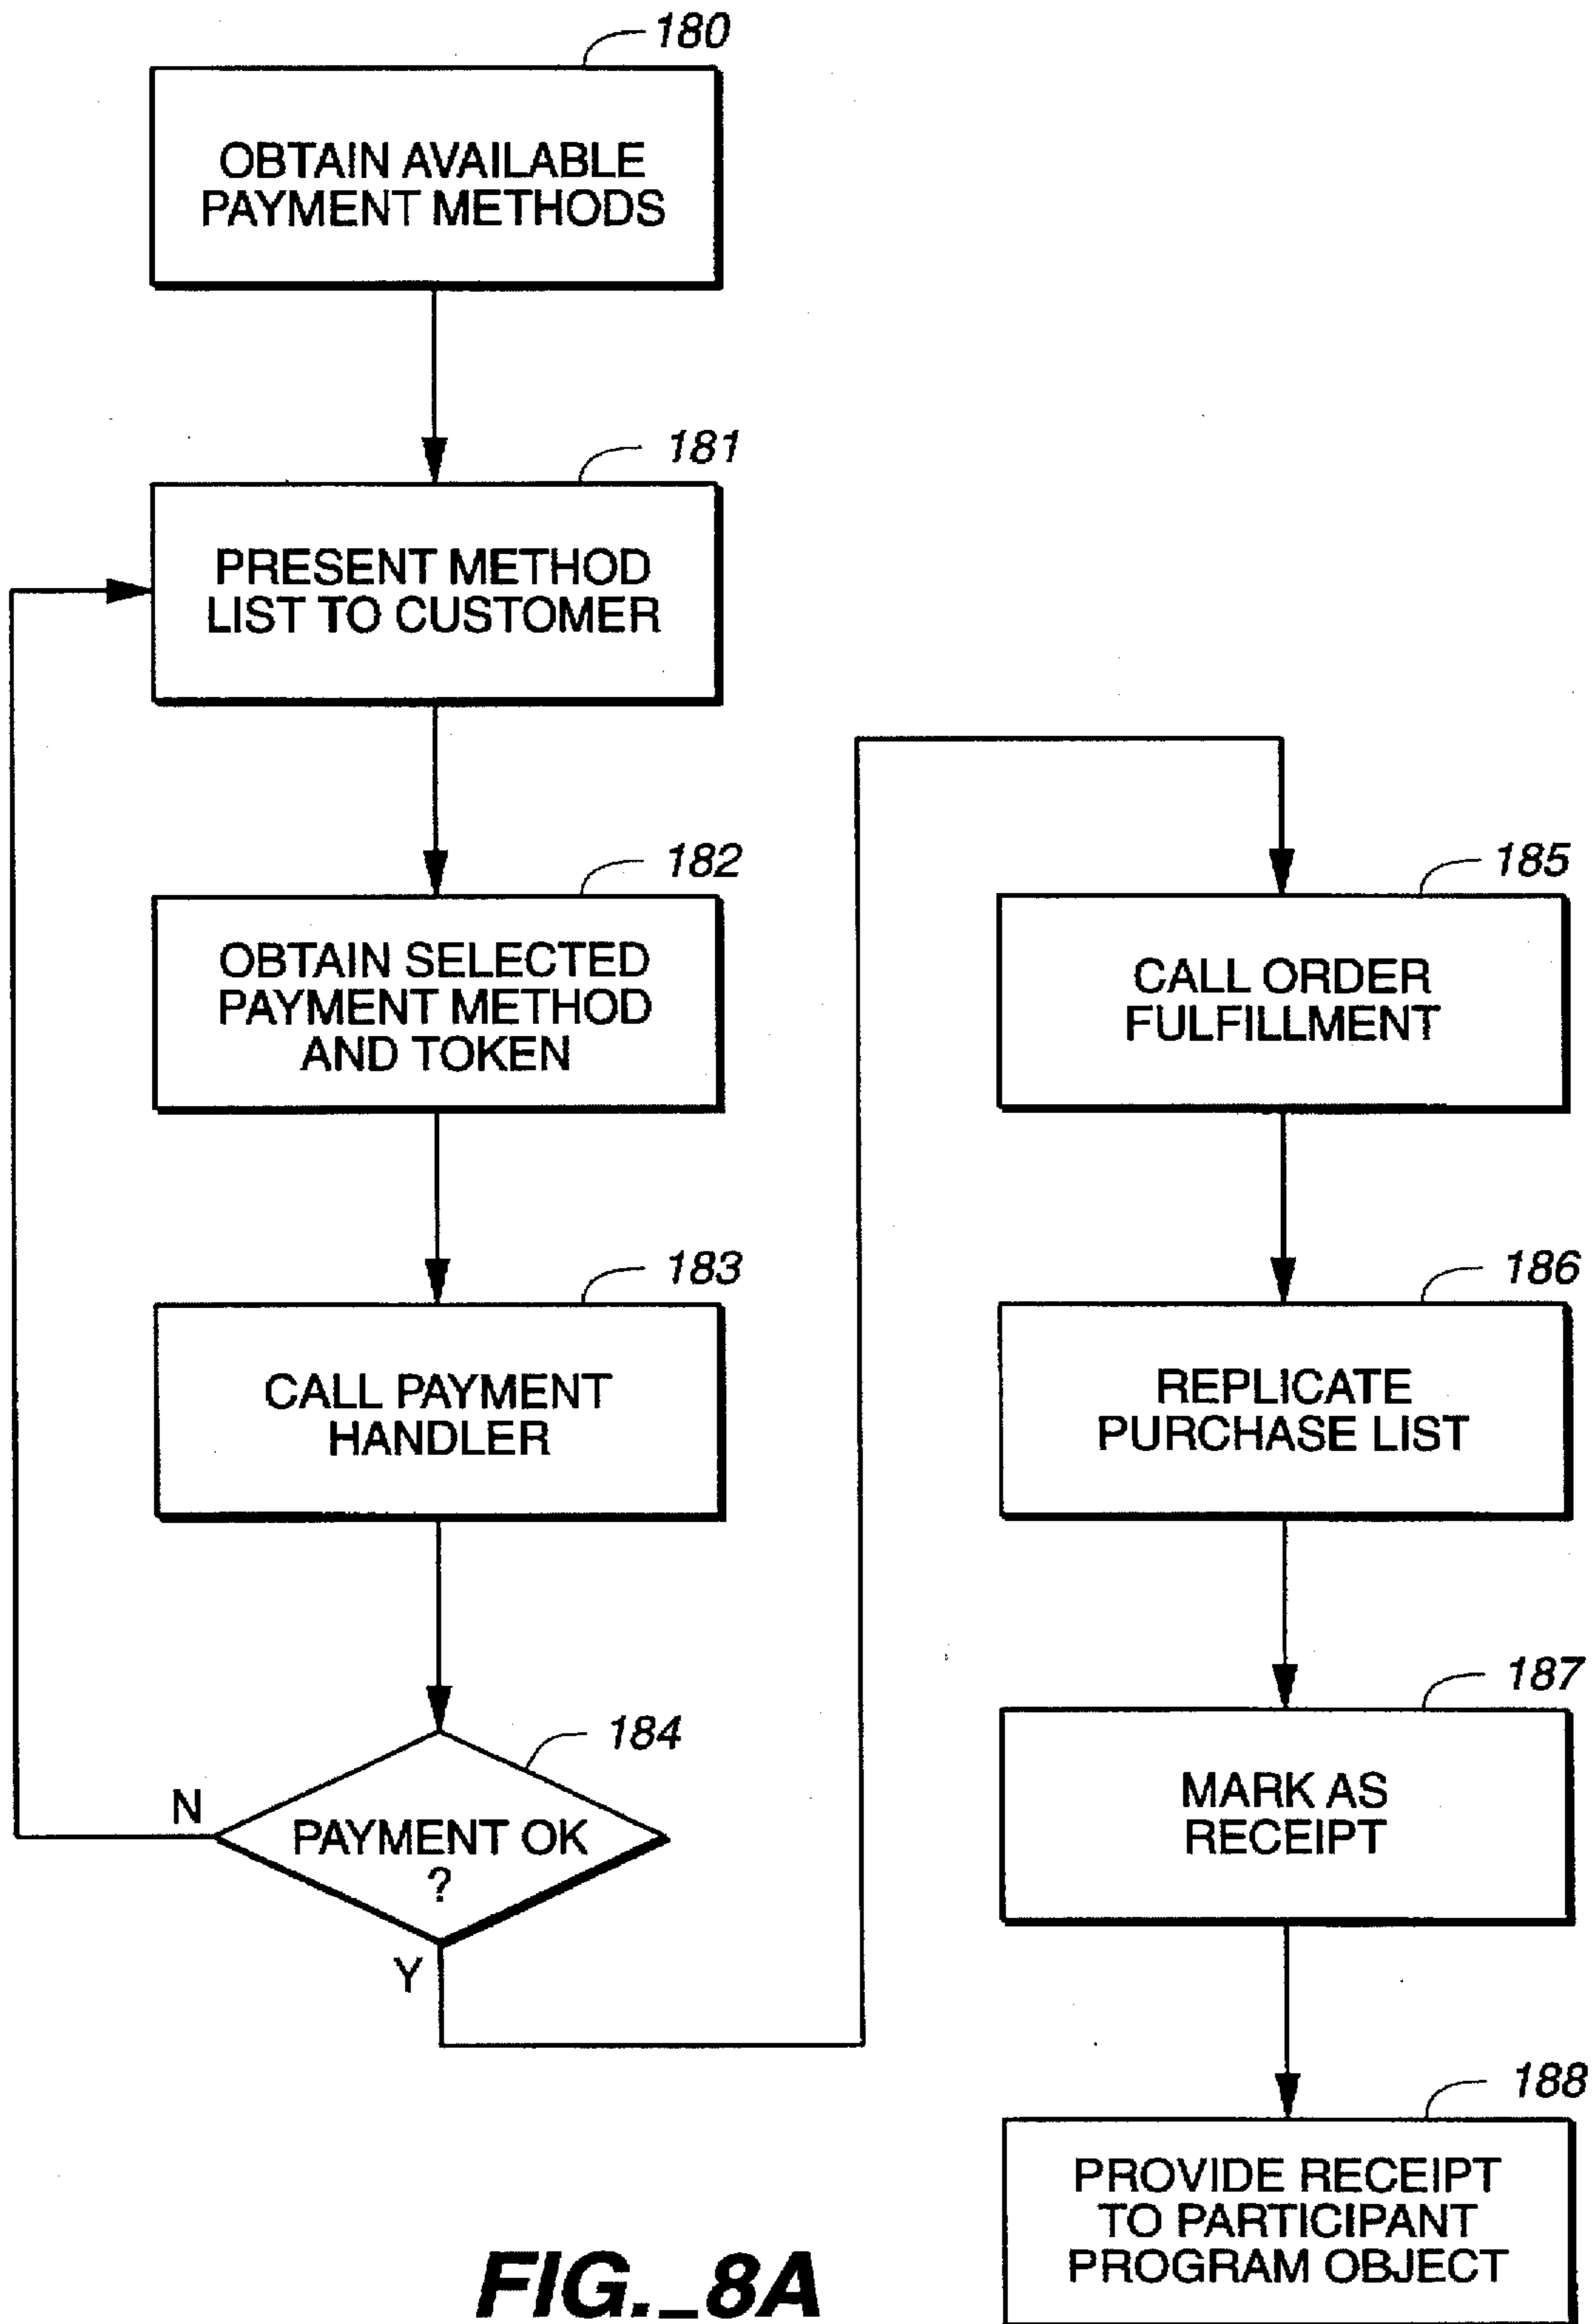 180
OBTAIN AVAILABLE
PAYMENT METHODS
181
PRESENT METHOD
LIST TO CUSTOMER
182
OBTAIN SELECTED
PAYMENT METHOD
AND TOKEN
183
CALL PAYMENT
HANDLER
184
N
PAYMENT OK
?
Y
185
CALL ORDER
FULFILLMENT
186
REPLICATE
PURCHASE LIST
187
MARK AS
RECEIPT
188
PROVIDE RECEIPT
TO PARTICIPANT
PROGRAM OBJECT
FIG._8A